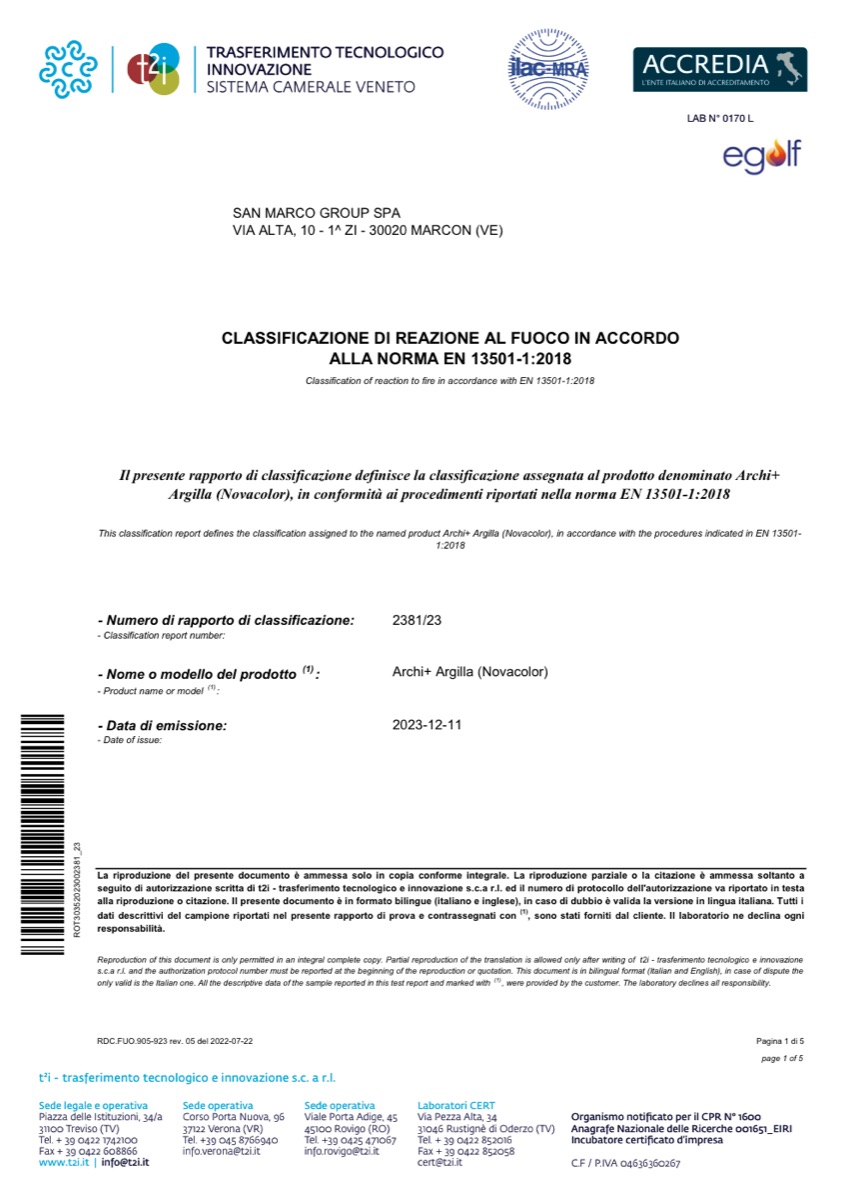 t2i
TRASFERIMENTO TECNOLOGICO
INNOVAZIONE
SISTEMA CAMERALE VENETO
ilac-MRA
ACCREDIA
L'ENTE ITALIANO DI ACCREDITAMENTO
LAB N° 0170 L
egolf
SAN MARCO GROUP SPA
VIA ALTA, 10 - 1^ ZI - 30020 MARCON (VE)
CLASSIFICAZIONE DI REAZIONE AL FUOCO IN ACCORDO
ALLA NORMA EN 13501-1:2018
Classification of reaction to fire in accordance with EN 13501-1:2018
Il presente rapporto di classificazione definisce la classificazione assegnata al prodotto denominato Archi+
Argilla (Novacolor), in conformità ai procedimenti riportati nella norma EN 13501-1:2018
This classification report defines the classification assigned to the named product Archi+ Argilla (Novacolor), in accordance with the procedures indicated in EN 13501-
1:2018
- Numero di rapporto di classificazione: 2381/23
- Classification report number:
- Nome o modello del prodotto (1) : Archi+ Argilla (Novacolor)
- Product name or model (1) :
- Data di emissione: 2023-12-11
- Date of issue:
ROT30352023002381_23
La riproduzione del presente documento è ammessa solo in copia conforme integrale. La riproduzione parziale o la citazione è ammessa soltanto a
seguito di autorizzazione scritta di t2i - trasferimento tecnologico e innovazione s.c.a r.l. ed il numero di protocollo dell'autorizzazione va riportato in testa
alla riproduzione o citazione. Il presente documento è in formato bilingue (italiano e inglese), in caso di dubbio è valida la versione in lingua italiana. Tutti i
dati descrittivi del campione riportati nel presente rapporto di prova e contrassegnati con (1), sono stati forniti dal cliente. Il laboratorio ne declina ogni
responsabilità.
Reproduction of this document is only permitted in an integral complete copy. Partial reproduction of the translation is allowed only after writing of t2i - trasferimento tecnologico e innovazione
s.c.a r.l. and the authorization protocol number must be reported at the beginning of the reproduction or quotation. This document is in bilingual format (Italian and English), in case of dispute the
only valid is the Italian one. All the descriptive data of the sample reported in this test report and marked with (1), were provided by the customer. The laboratory declines all responsibility.
RDC.FUO.905-923 rev. 05 del 2022-07-22 Pagina 1 di 5
page 1 of 5
t²i - trasferimento tecnologico e innovazione s.c. a r.l.
Sede legale e operativa
Piazza delle Istituzioni, 34/a
31100 Treviso (TV)
Tel. + 39 0422 1742100
Fax + 39 0422 608866
www.t2i.it | info@t2i.it
Sede operativa
Corso Porta Nuova, 96
37122 Verona (VR)
Tel. +39 045 8766940
info.verona@t2i.it
Sede operativa
Viale Porta Adige, 45
45100 Rovigo (RO)
Tel. +39 0425 471067
info.rovigo@t2i.it
Laboratori CERT
Via Pezza Alta, 34
31046 Rustignè di Oderzo (TV)
Tel. + 39 0422 852016
Fax + 39 0422 852058
cert@t2i.it
Organismo notificato per il CPR N° 1600
Anagrafe Nazionale delle Ricerche 001651_EIRI
Incubatore certificato d'impresa
C.F / P.IVA 04636360267